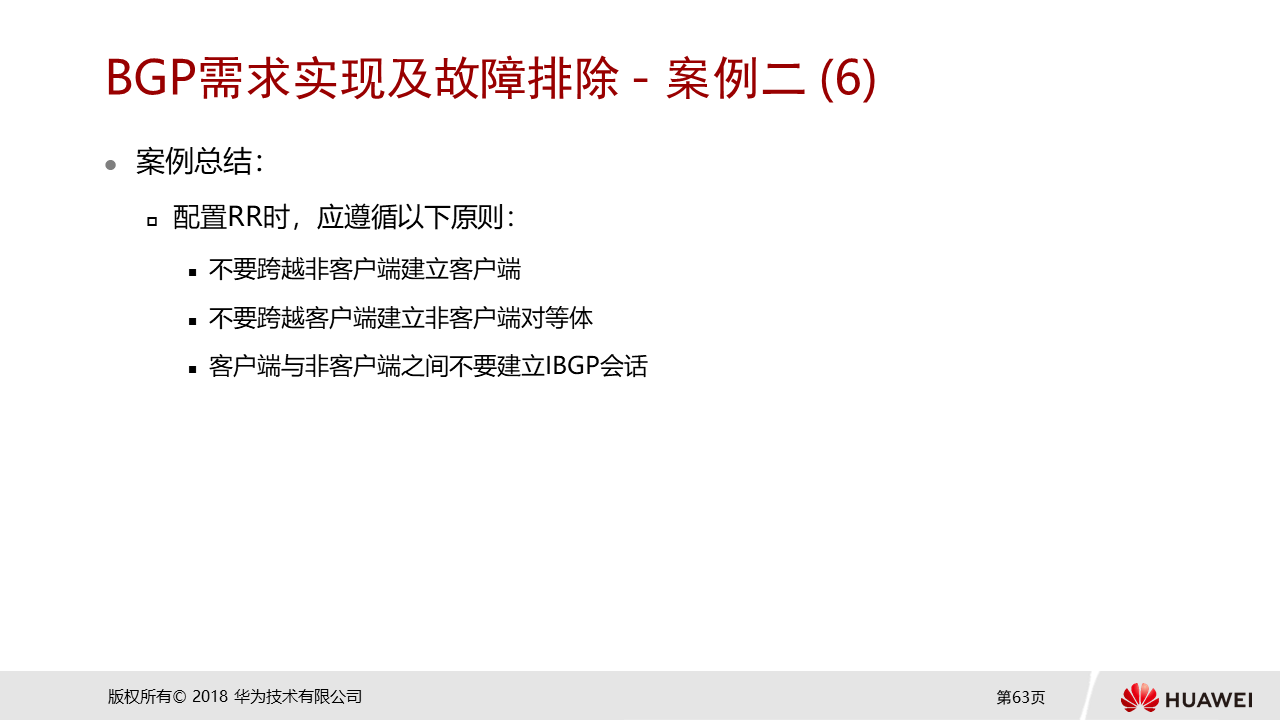 BGP需求实现及故障排除 - 案例二 (6)
案例总结：
配置RR时，应遵循以下原则：
不要跨越非客户端建立客户端
不要跨越客户端建立非客户端对等体
客户端与非客户端之间不要建立IBGP会话
版权所有© 2018 华为技术有限公司
第63页
HUAWEI